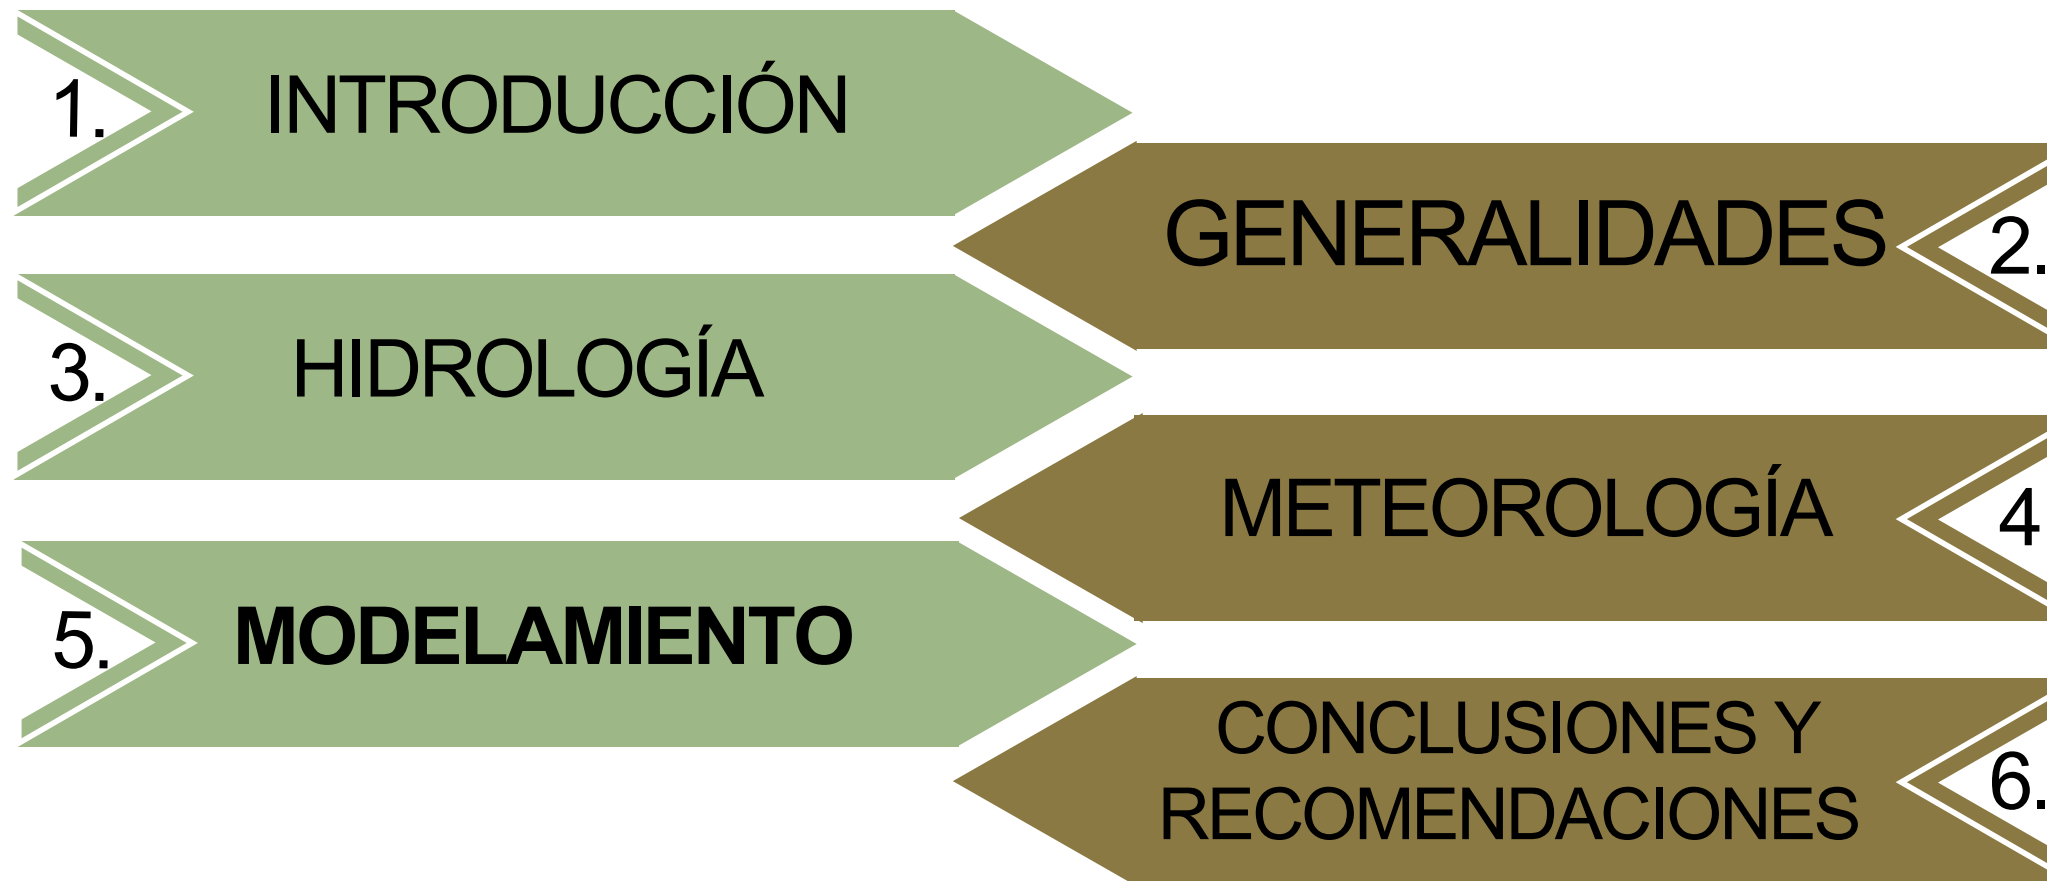 1. INTRODUCCIÓN
GENERALIDADES 2.
3. HIDROLOGÍA
METEOROLOGÍA 4
5. MODELAMIENTO
CONCLUSIONES Y
RECOMENDACIONES
6.